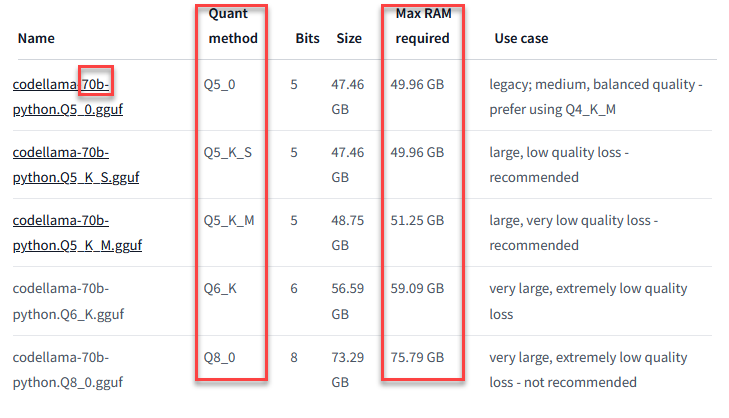 Quant Max RAM
Name method Bits Size required Use case
codellama-70b- Q5_0 5 47.46 49.96 GB legacy; medium, balanced quality -
python.Q5_0.gguf GB prefer using Q4_K_M
codellama-70b- Q5_K_S 5 47.46 49.96 GB large, low quality loss -
python.Q5_K_S.gguf GB recommended
codellama-70b- Q5_K_M 5 48.75 51.25 GB large, very low quality loss -
python.Q5_K_M.gguf GB recommended
codellama-70b- Q6_K 6 56.59 59.09 GB very large, extremely low quality
python.Q6_K.gguf GB loss
codellama-70b- Q8_0 8 73.29 75.79 GB very large, extremely low quality
python.Q8_0.gguf GB loss - not recommended